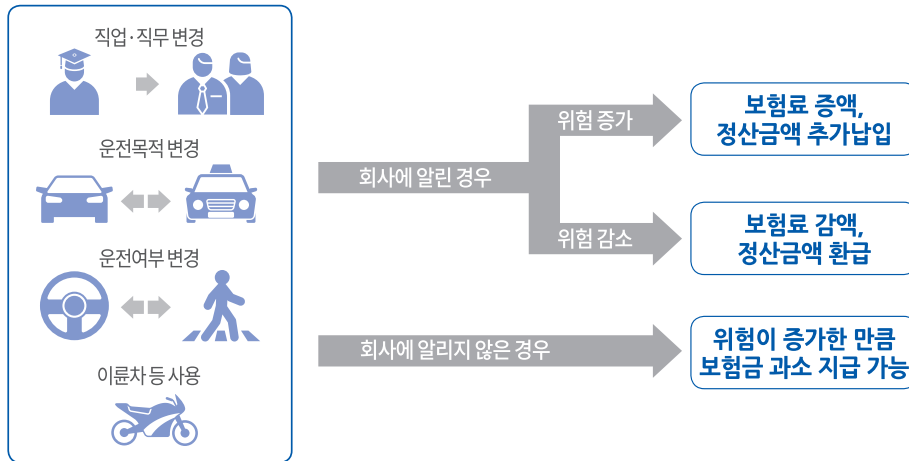 직업·직무 변경
운전목적 변경
운전여부 변경
이륜차 등 사용
회사에 알린 경우
위험 증가
보험료 증액,
정산금액 추가납입
위험 감소
보험료 감액,
정산금액 환급
회사에 알리지 않은 경우
위험이 증가한 만큼
보험금 과소 지급 가능